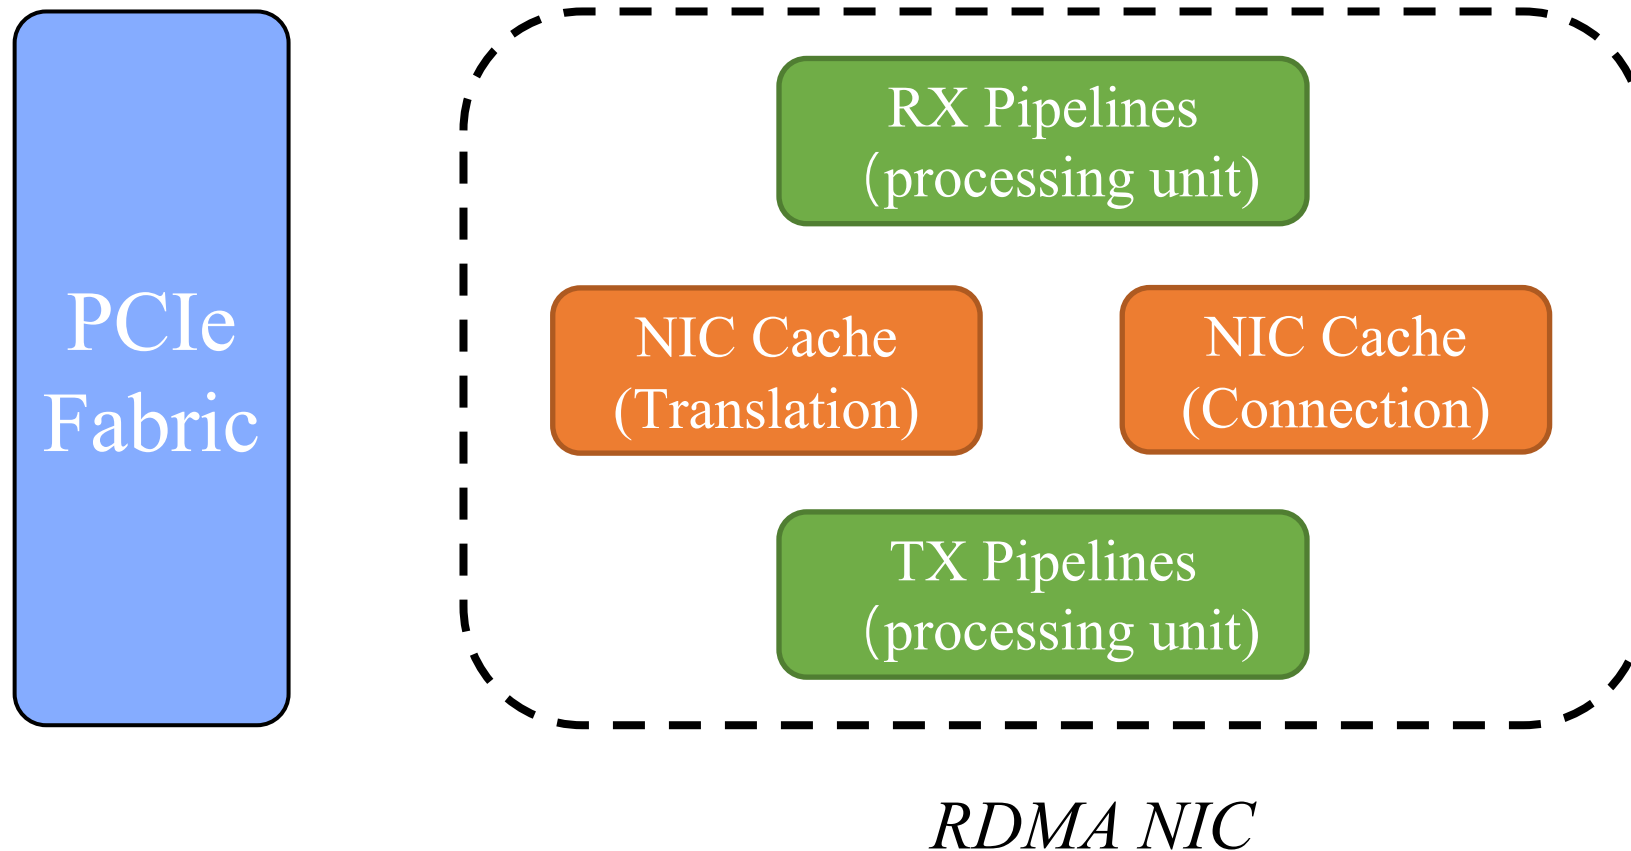 PCIe
Fabric
RX Pipelines
(processing unit)
NIC Cache
(Translation)
NIC Cache
(Connection)
TX Pipelines
(processing unit)
RDMA NIC